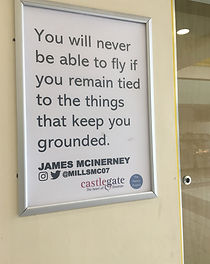 You will never
be able to fly if
you remain tied
to the things
that keep you
grounded.
JAMES MCINERNEY
@MILLSMC07
castlegate